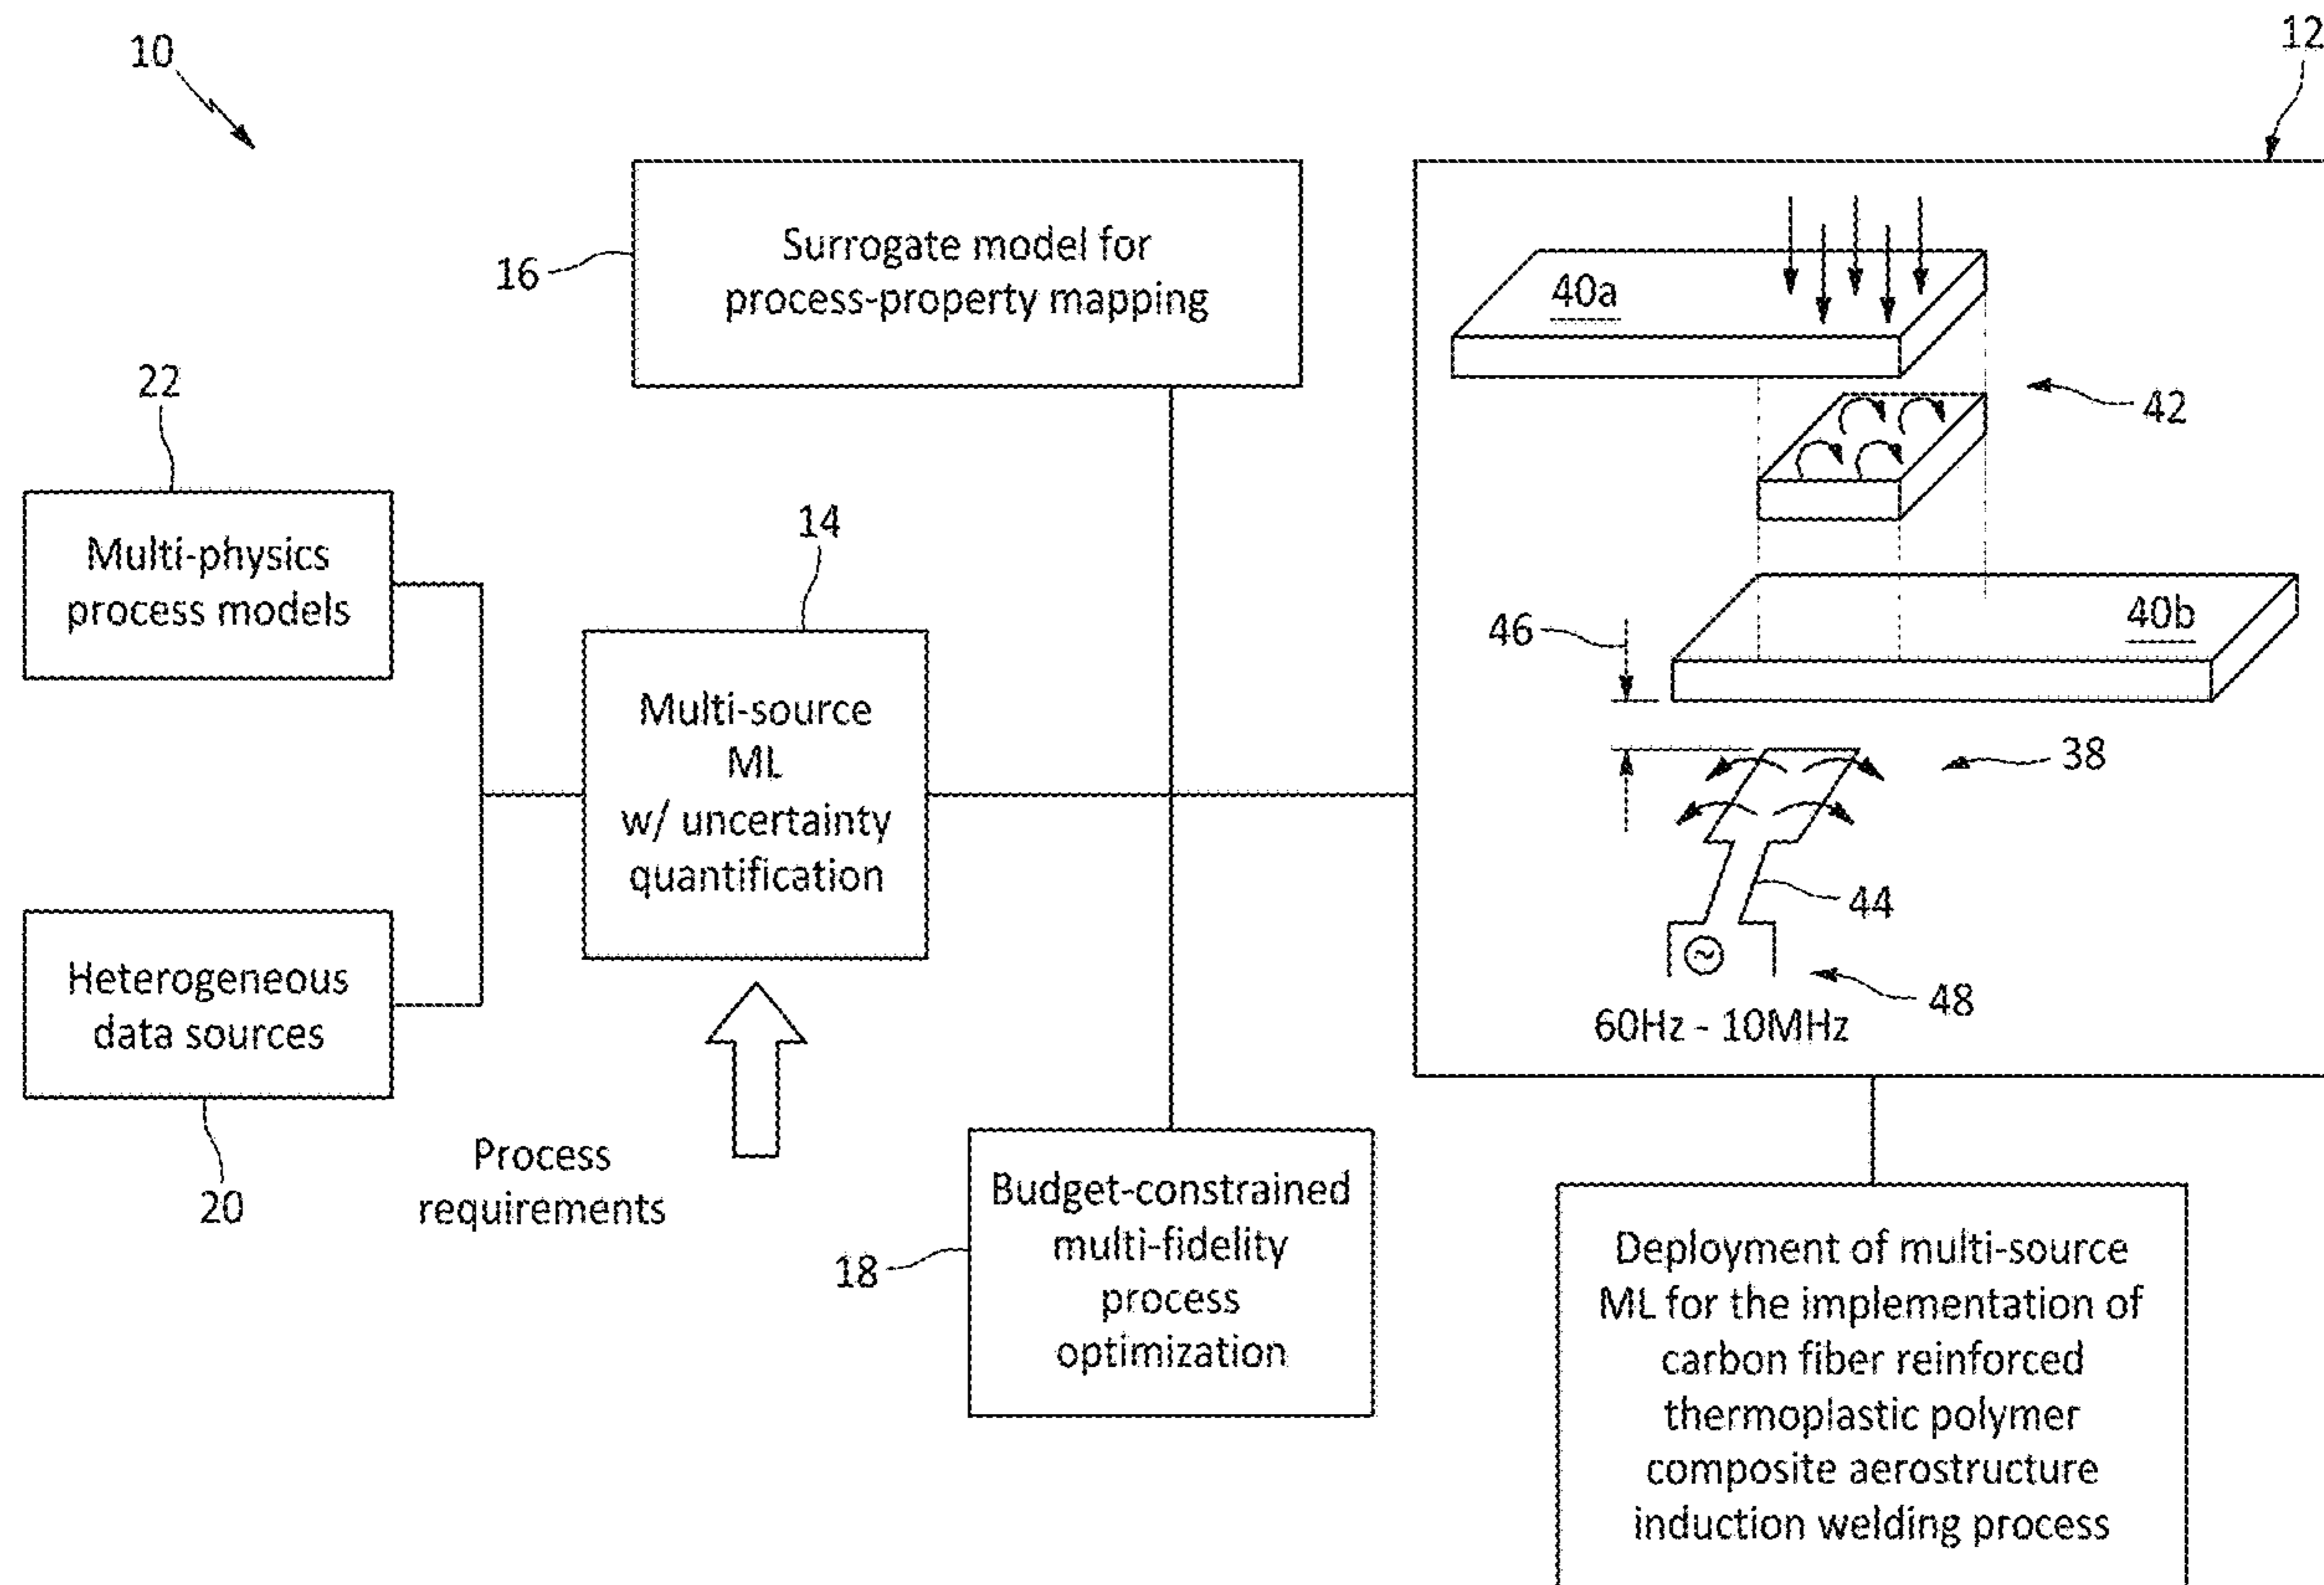 10
12
16
Surrogate model for
process-property mapping
40a
42
22
Multi-physics
process models
14
Multi-source
ML
w/ uncertainty
quantification
46
40b
38
44
48
60Hz - 10MHz
Heterogeneous
data sources
20
Process
requirements
18
Budget-constrained
multi-fidelity
process
optimization
Deployment of multi-source
ML for the implementation of
carbon fiber reinforced
thermoplastic polymer
composite aerostructure
induction welding process